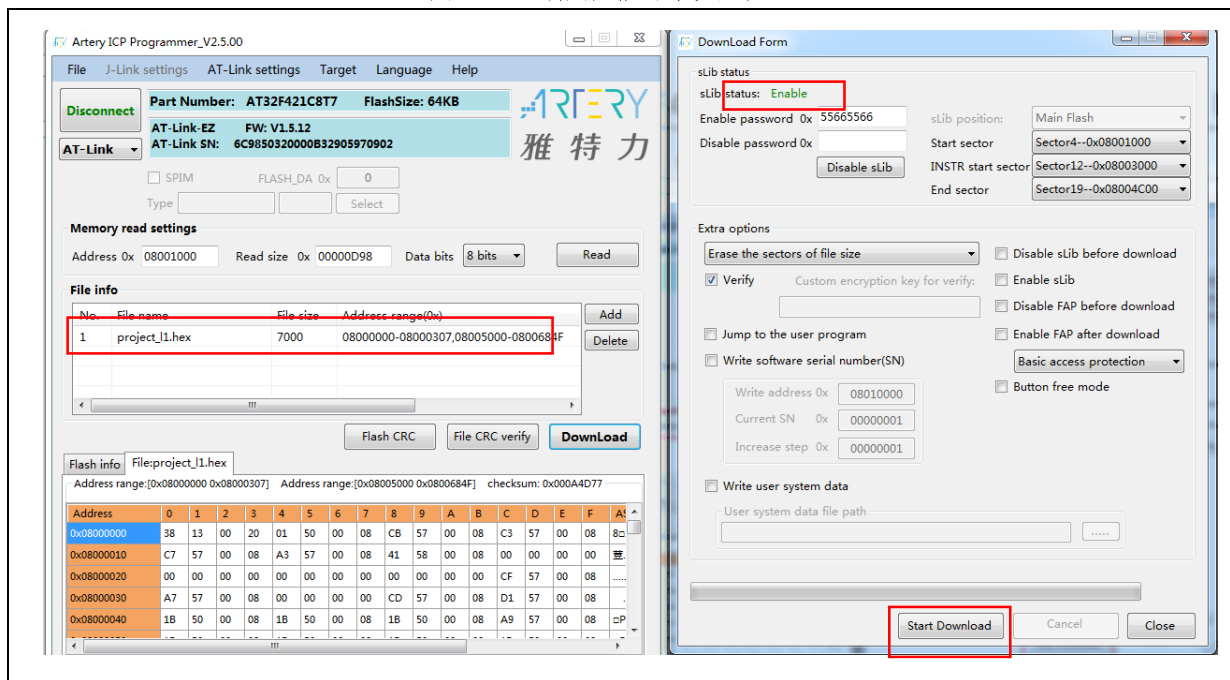 Artery ICP Programmer_V2.5.00
File J-Link settings AT-Link settings Target Language Help
Disconnect
Part Number: AT32F421C8T7 FlashSize: 64KB
AT-Link-EZ FW: V1.5.12
AT-Link SN: 6C9850320000B32905970902
AT-Link
ARTERY
雅特力
SPIM FLASH_DA 0x 0
Type Select
Memory read settings
Address 0x 08001000 Read size 0x 00000D98 Data bits 8 bits Read
File info
No. File name File size Address range(0x) Add
1 project_l1.hex 7000 08000000-08000307,08005000-0800684F Delete
Flash CRC File CRC verify DownLoad
Flash info File:project_l1.hex
Address range:[0x08000000 0x08000307] Address range:[0x08005000 0x0800684F] checksum: 0x000A4D77
Address 0 1 2 3 4 5 6 7 8 9 A B C D E F
0x08000000 38 13 00 20 01 50 00 08 CB 57 00 08 C3 57 00 08
0x08000010 C7 57 00 08 A3 57 00 08 41 58 00 08 00 00 00 00
0x08000020 00 00 00 00 00 00 00 00 00 00 00 00 CF 57 00 08 .....
0x08000030 A7 57 00 08 00 00 00 00 CD 57 00 08 D1 57 00 08 .
0x08000040 1B 50 00 08 1B 50 00 08 1B 50 00 08 A9 57 00 08
DownLoad Form
sLib status
sLib status: Enable
Enable password 0x 55665566 sLib position: Main Flash
Disable password 0x Start sector Sector4--0x08001000
Disable sLib INSTR start sector Sector12--0x08003000
End sector Sector19--0x08004C00
Extra options
Erase the sectors of file size Disable sLib before download
Verify Custom encryption key for verify: Enable sLib
Disable FAP before download
Jump to the user program Enable FAP after download
Write software serial number(SN) Basic access protection
Write address 0x 08010000 Button free mode
Current SN 0x 00000001
Increase step 0x 00000001
Write user system data
User system data file path
.....
Start Download Cancel Close